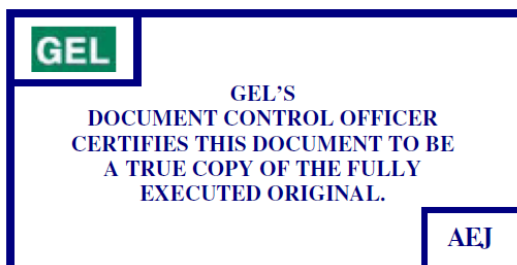 GEL
GEL’S
DOCUMENT CONTROL OFFICER
CERTIFIES THIS DOCUMENT TO BE
A TRUE COPY OF THE FULLY
EXECUTED ORIGINAL.
AEJ